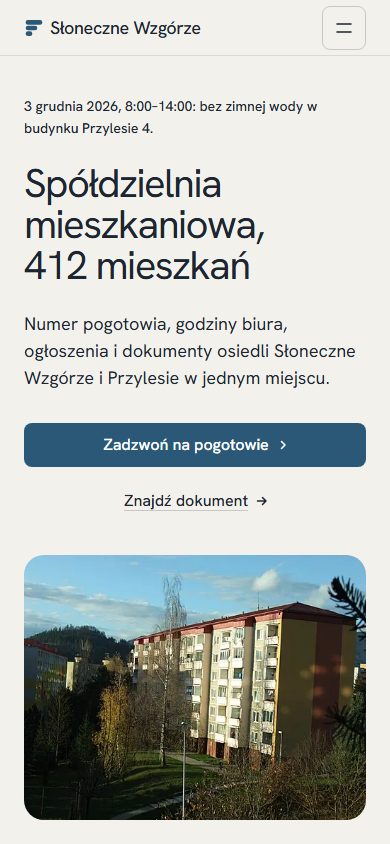 Słoneczne Wzgórze
3 grudnia 2026, 8:00–14:00: bez zimnej wody w
budynku Przylesie 4.
Spółdzielnia
mieszkaniowa,
412 mieszkań
Numer pogotowia, godziny biura,
ogłoszenia i dokumenty osiedli Słoneczne
Wzgórze i Przylesie w jednym miejscu.
Zadzwoń na pogotowie
Znajdź dokument